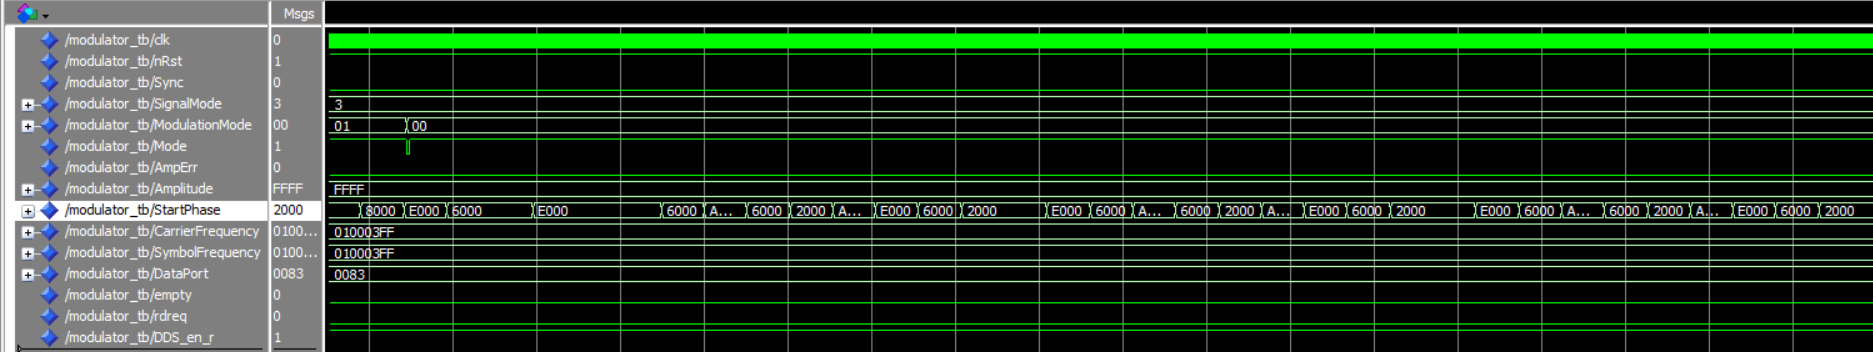 Msgs
/modulator_tb/clk 0
/modulator_tb/nRst 1
/modulator_tb/Sync 0
/modulator_tb/SignalMode 3 3
/modulator_tb/ModulationMode 00 01 00
/modulator_tb/Mode 1
/modulator_tb/AmpErr 0
/modulator_tb/Amplitude FFFF FFFF
/modulator_tb/StartPhase 2000 8000 E000 6000 E000 6000 A... 6000 2000 A... E000 6000 2000 E000 6000 A... 6000 2000 A... E000 6000 2000 E000 6000 A... 6000 2000 A... E000 6000 2000
/modulator_tb/CarrierFrequency 0100... 010003FF
/modulator_tb/SymbolFrequency 0100... 010003FF
/modulator_tb/DataPort 0083 0083
/modulator_tb/empty 0
/modulator_tb/rdreq 0
/modulator_tb/DDS_en_r 1